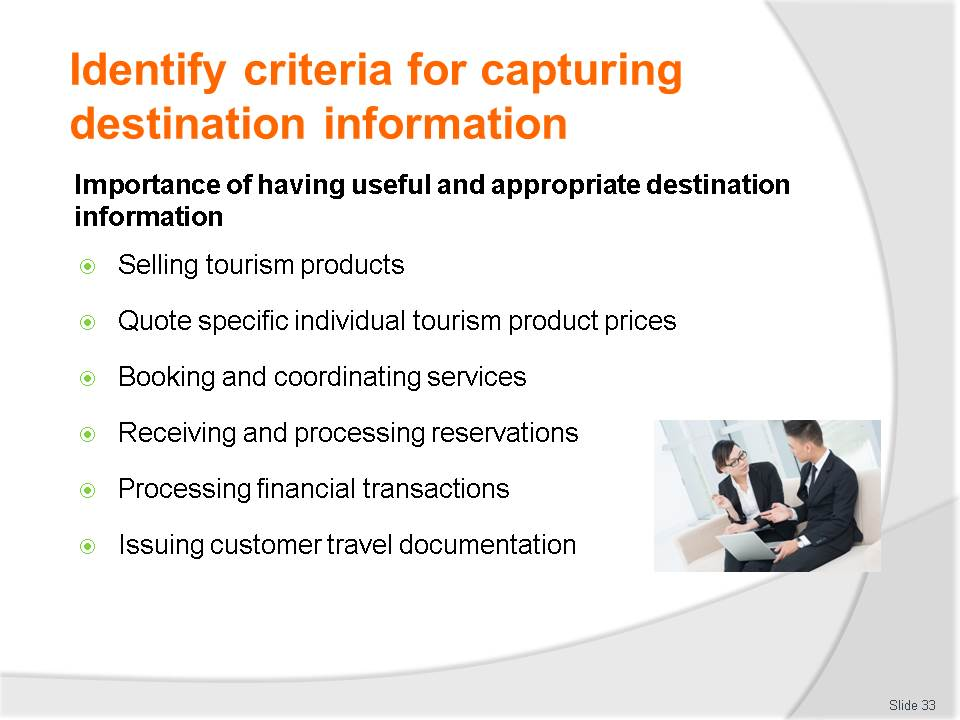 Identify criteria for capturing
destination information
Importance of having useful and appropriate destination
information
Selling tourism products
Quote specific individual tourism product prices
Booking and coordinating services
Receiving and processing reservations
Processing financial transactions
Issuing customer travel documentation
Slide 33